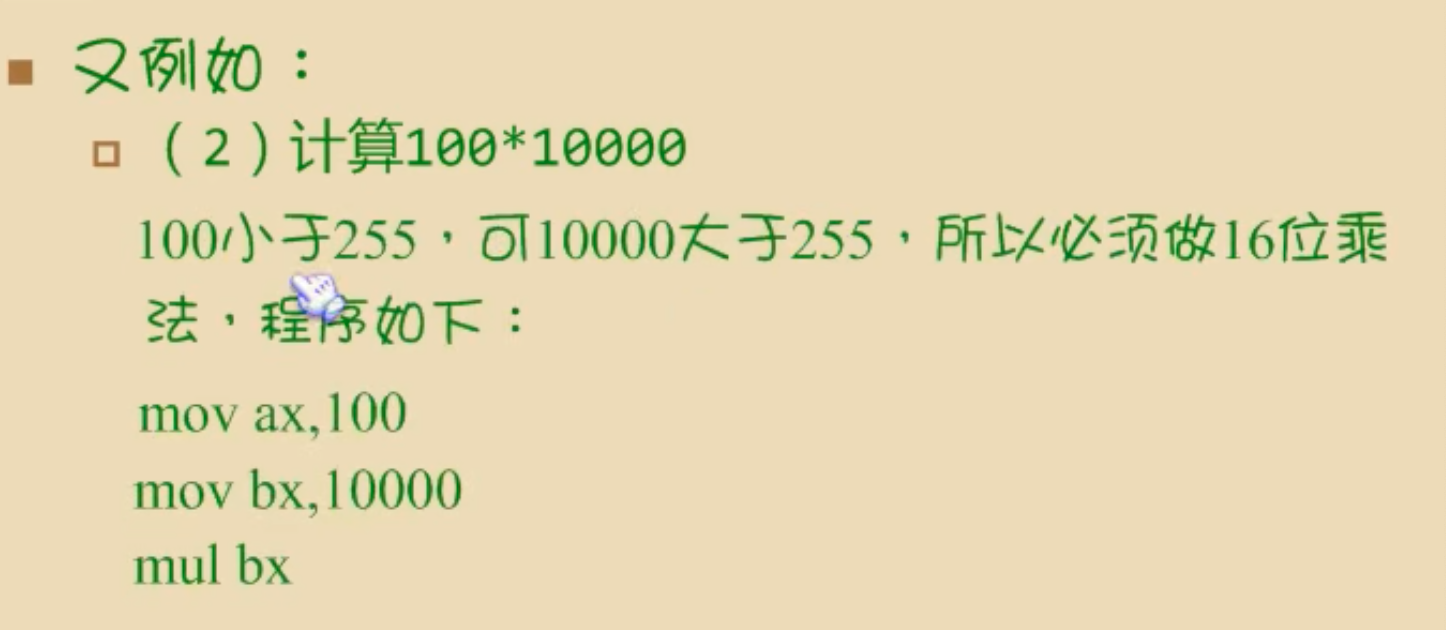 又例如：
（2）计算100*10000
100小于255，可10000大于255，所以必须做16位乘
法，程序如下：
mov ax,100
mov bx,10000
mul bx